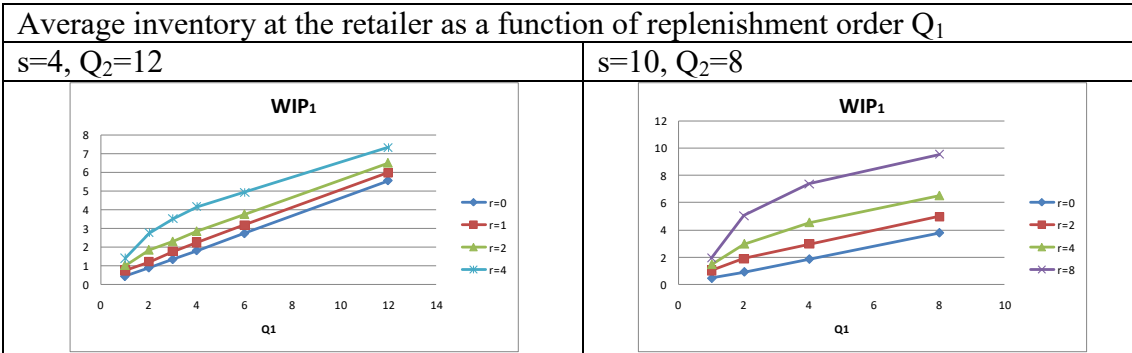 Average inventory at the retailer as a function of replenishment order Q₁
s=4, Q₂=12
s=10, Q₂=8
WIP₁
8
7
6
5
4
3
2
1
0
0 2 4 6 8 10 12 14
Q1
r=0
r=1
r=2
r=4
WIP₁
12
10
8
6
4
2
0
0 2 4 6 8 10
Q1
r=0
r=2
r=4
r=8